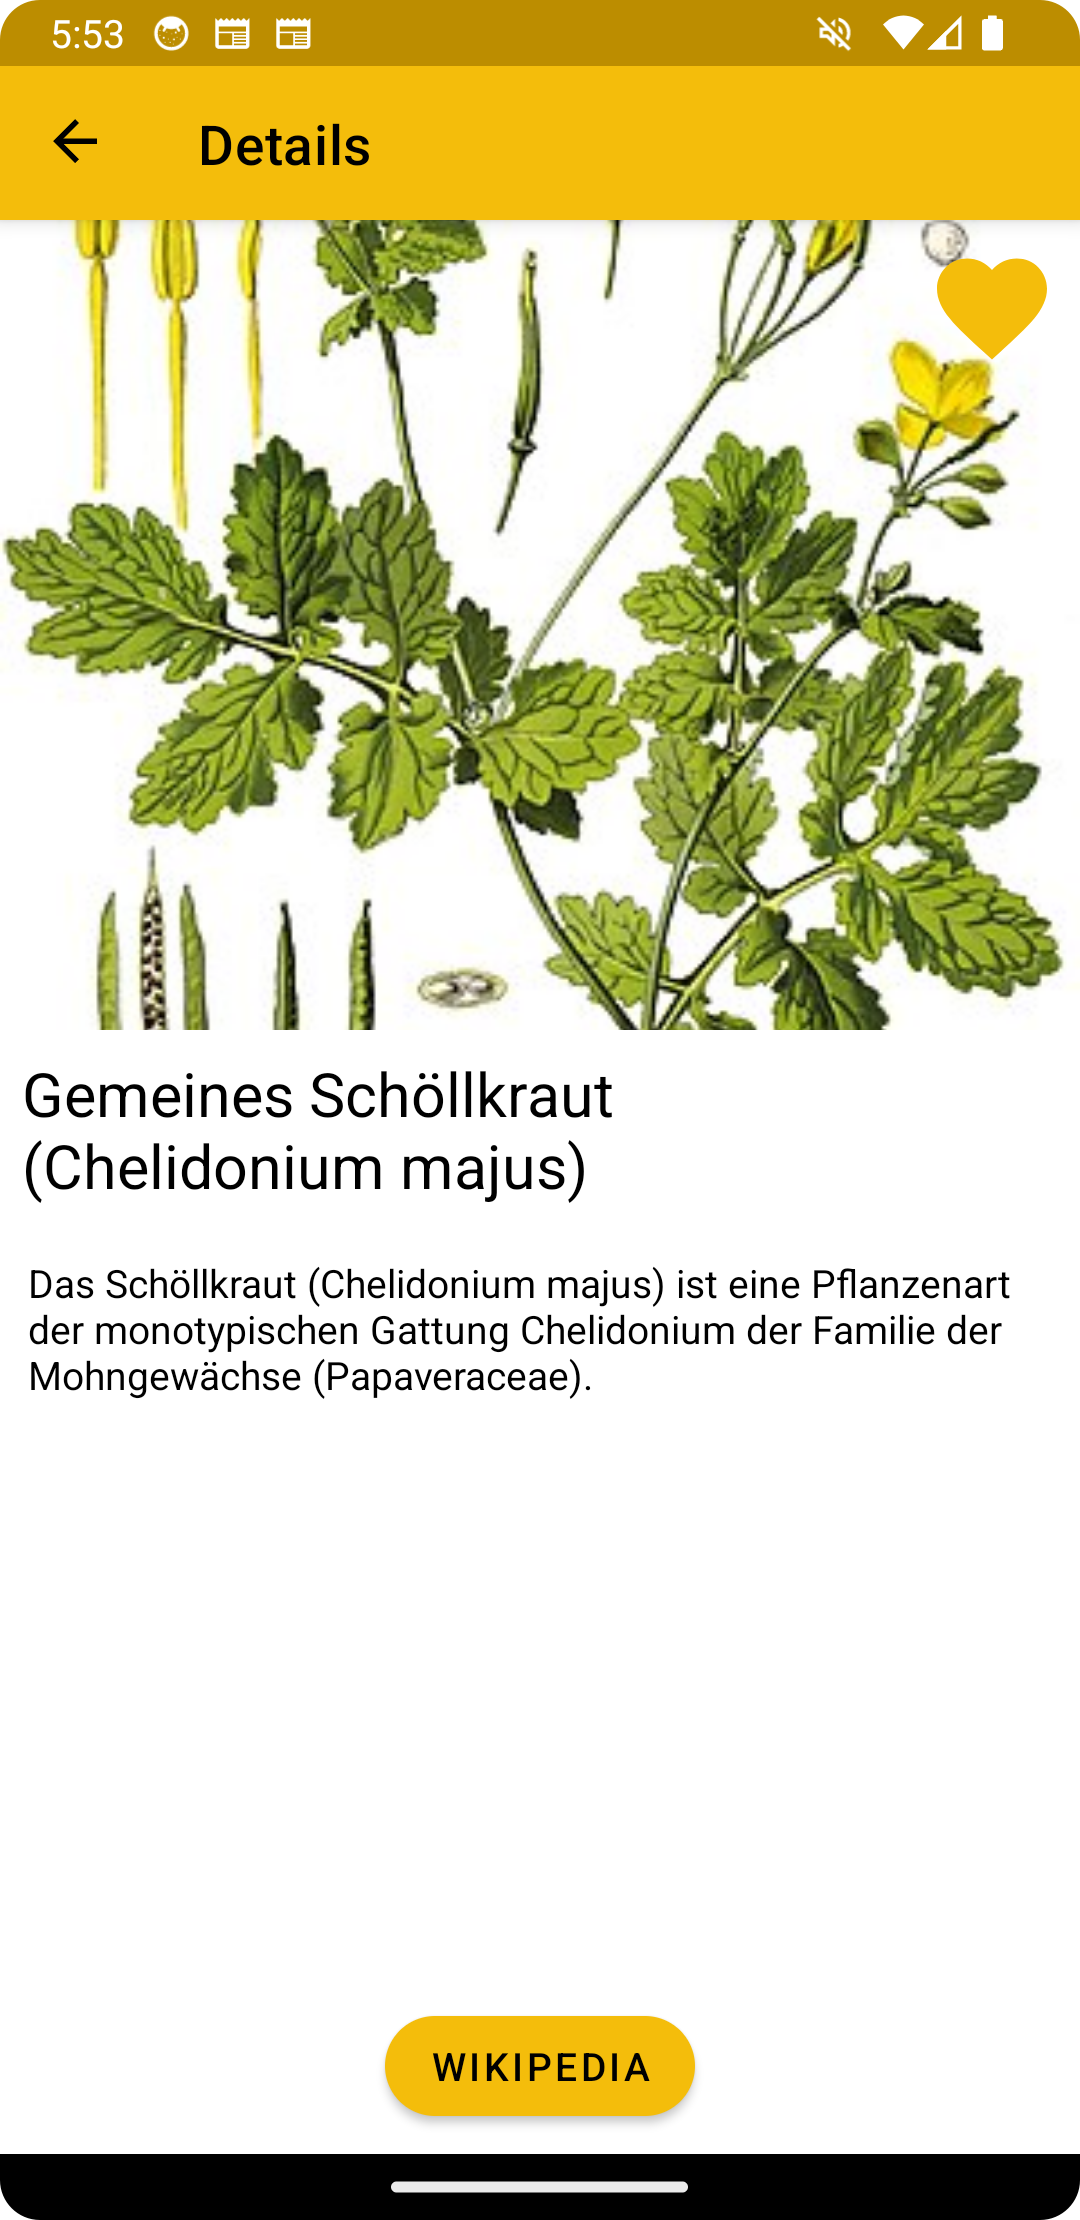 5:53
Details
Gemeines Schöllkraut
(Chelidonium majus)
Das Schöllkraut (Chelidonium majus) ist eine Pflanzenart
der monotypischen Gattung Chelidonium der Familie der
Mohngewächse (Papaveraceae).
WIKIPEDIA